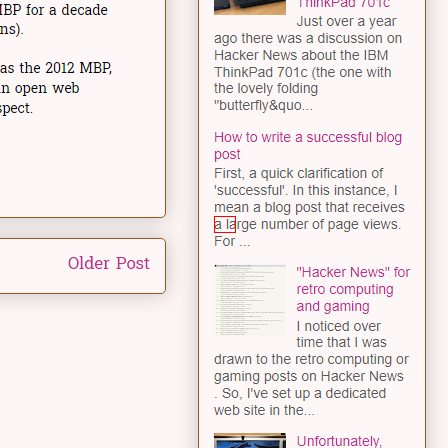 MBP for a decade
ns).
as the 2012 MBP,
n open web
spect.
Older Post
ThinkPad 701c
Just over a year
ago there was a discussion on
Hacker News about the IBM
ThinkPad 701c (the one with
the lovely folding
"butterfly&quo...
How to write a successful blog
post
First, a quick clarification of
'successful'. In this instance, I
mean a blog post that receives
a large number of page views.
For ...
"Hacker News" for
retro computing
and gaming
I noticed over
time that I was
drawn to the retro computing or
gaming posts on Hacker News
. So, I've set up a dedicated
web site in the...
Unfortunately,